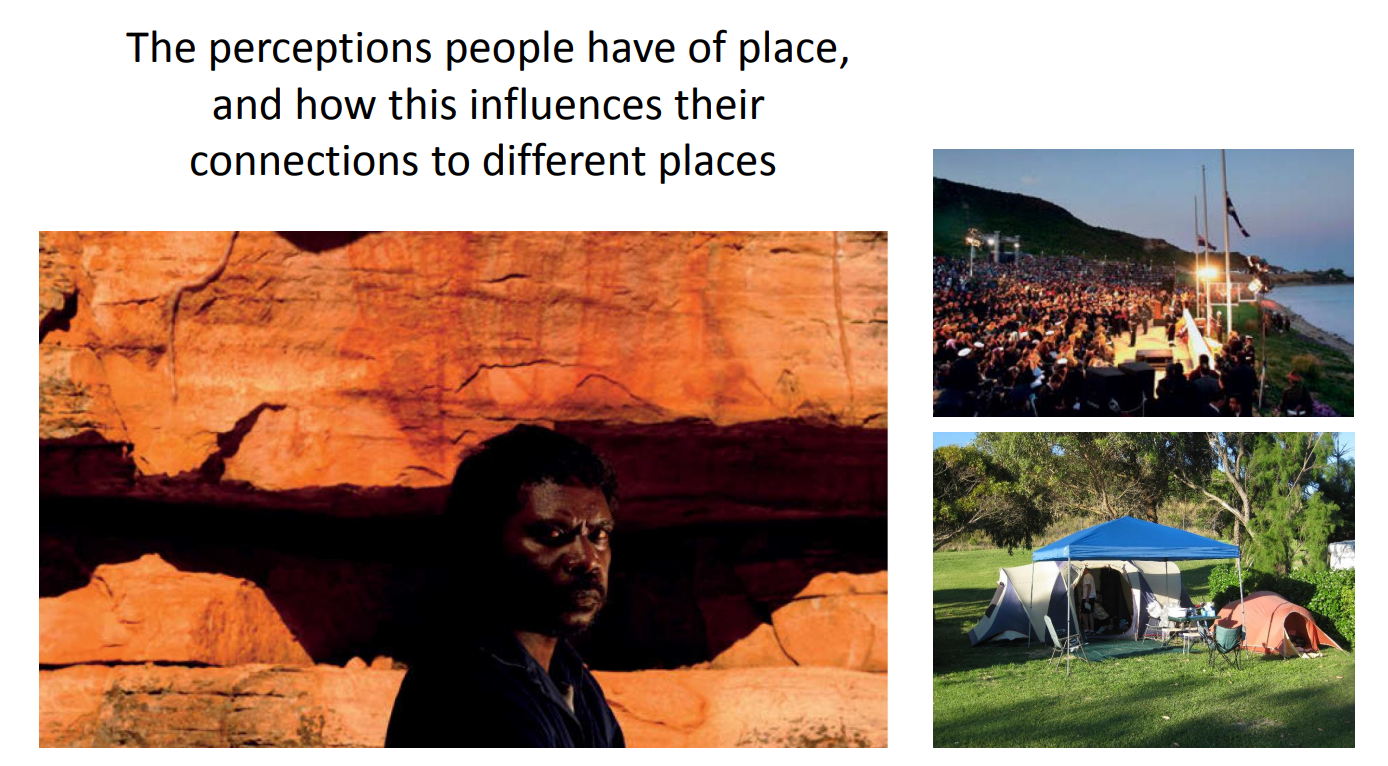 The perceptions people have of place,
and how this influences their
connections to different places